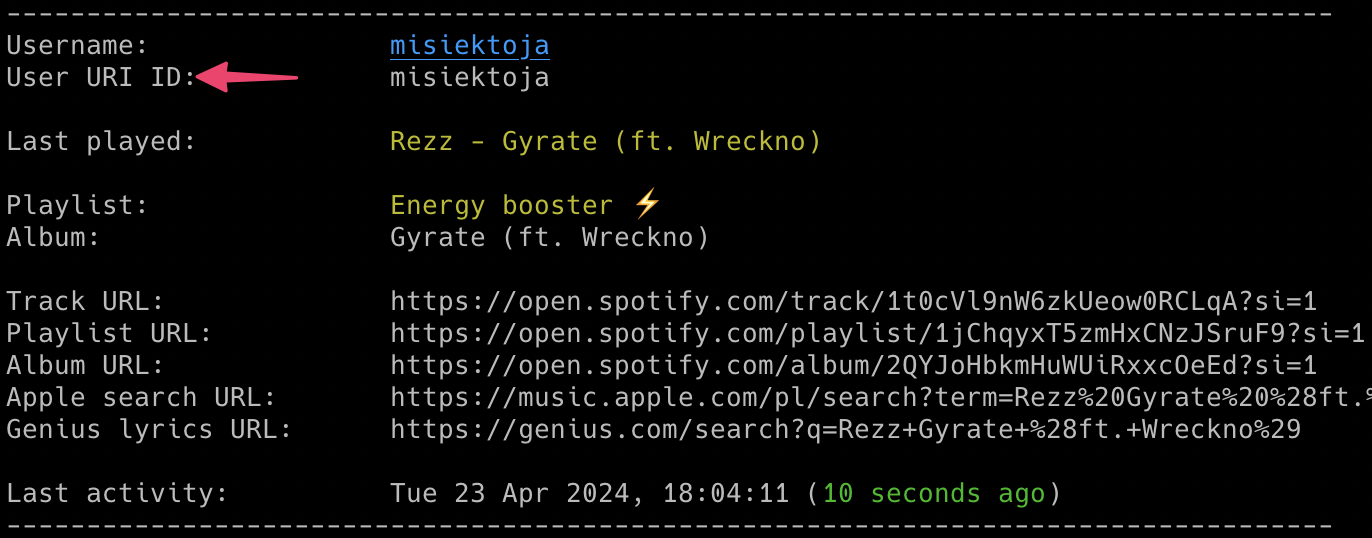 --------------------------------------------------------------------------------
Username: misiektoja
User URI ID: misiektoja
Last played: Rezz - Gyrate (ft. Wreckno)
Playlist: Energy booster ⚡
Album: Gyrate (ft. Wreckno)
Track URL: https://open.spotify.com/track/1t0cVl9nW6zkUeow0RCLqA?si=1
Playlist URL: https://open.spotify.com/playlist/1jChqyxT5zmHxCNzJSruF9?si=1
Album URL: https://open.spotify.com/album/2QYJoHbkmHuWUiRxxcOeEd?si=1
Apple search URL: https://music.apple.com/pl/search?term=Rezz%20Gyrate%20%28ft.%
Genius lyrics URL: https://genius.com/search?q=Rezz+Gyrate+%28ft.+Wreckno%29
Last activity: Tue 23 Apr 2024, 18:04:11 (10 seconds ago)
--------------------------------------------------------------------------------